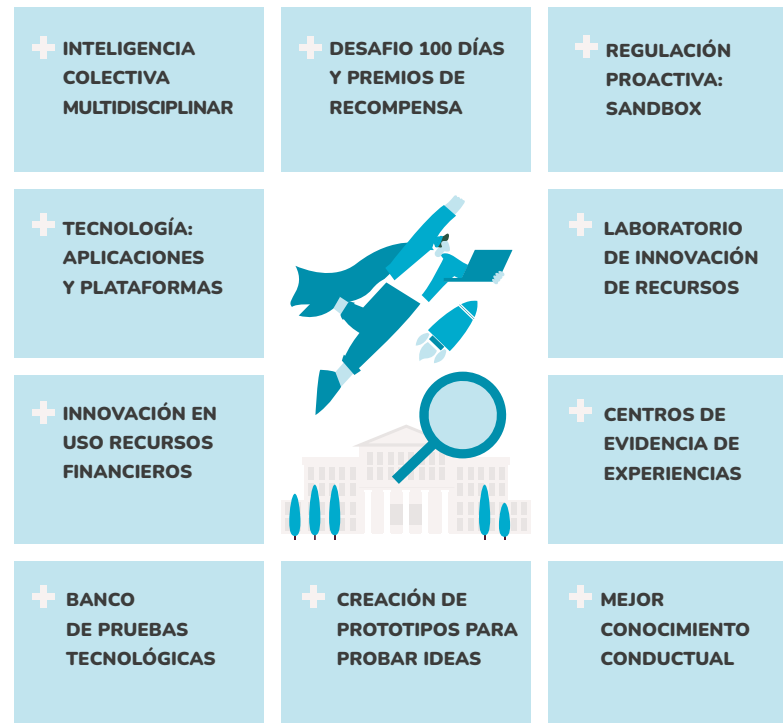 INTELIGENCIA
COLECTIVA
MULTIDISCIPLINAR
DESAFIO 100 DÍAS
Y PREMIOS DE
RECOMPENSA
REGULACIÓN
PROACTIVA:
SANDBOX
TECNOLOGÍA:
APLICACIONES
Y PLATAFORMAS
LABORATORIO
DE INNOVACIÓN
DE RECURSOS
INNOVACIÓN EN
USO RECURSOS
FINANCIEROS
CENTROS DE
EVIDENCIA DE
EXPERIENCIAS
BANCO
DE PRUEBAS
TECNOLÓGICAS
CREACIÓN DE
PROTOTIPOS PARA
PROBAR IDEAS
MEJOR
CONOCIMIENTO
CONDUCTUAL